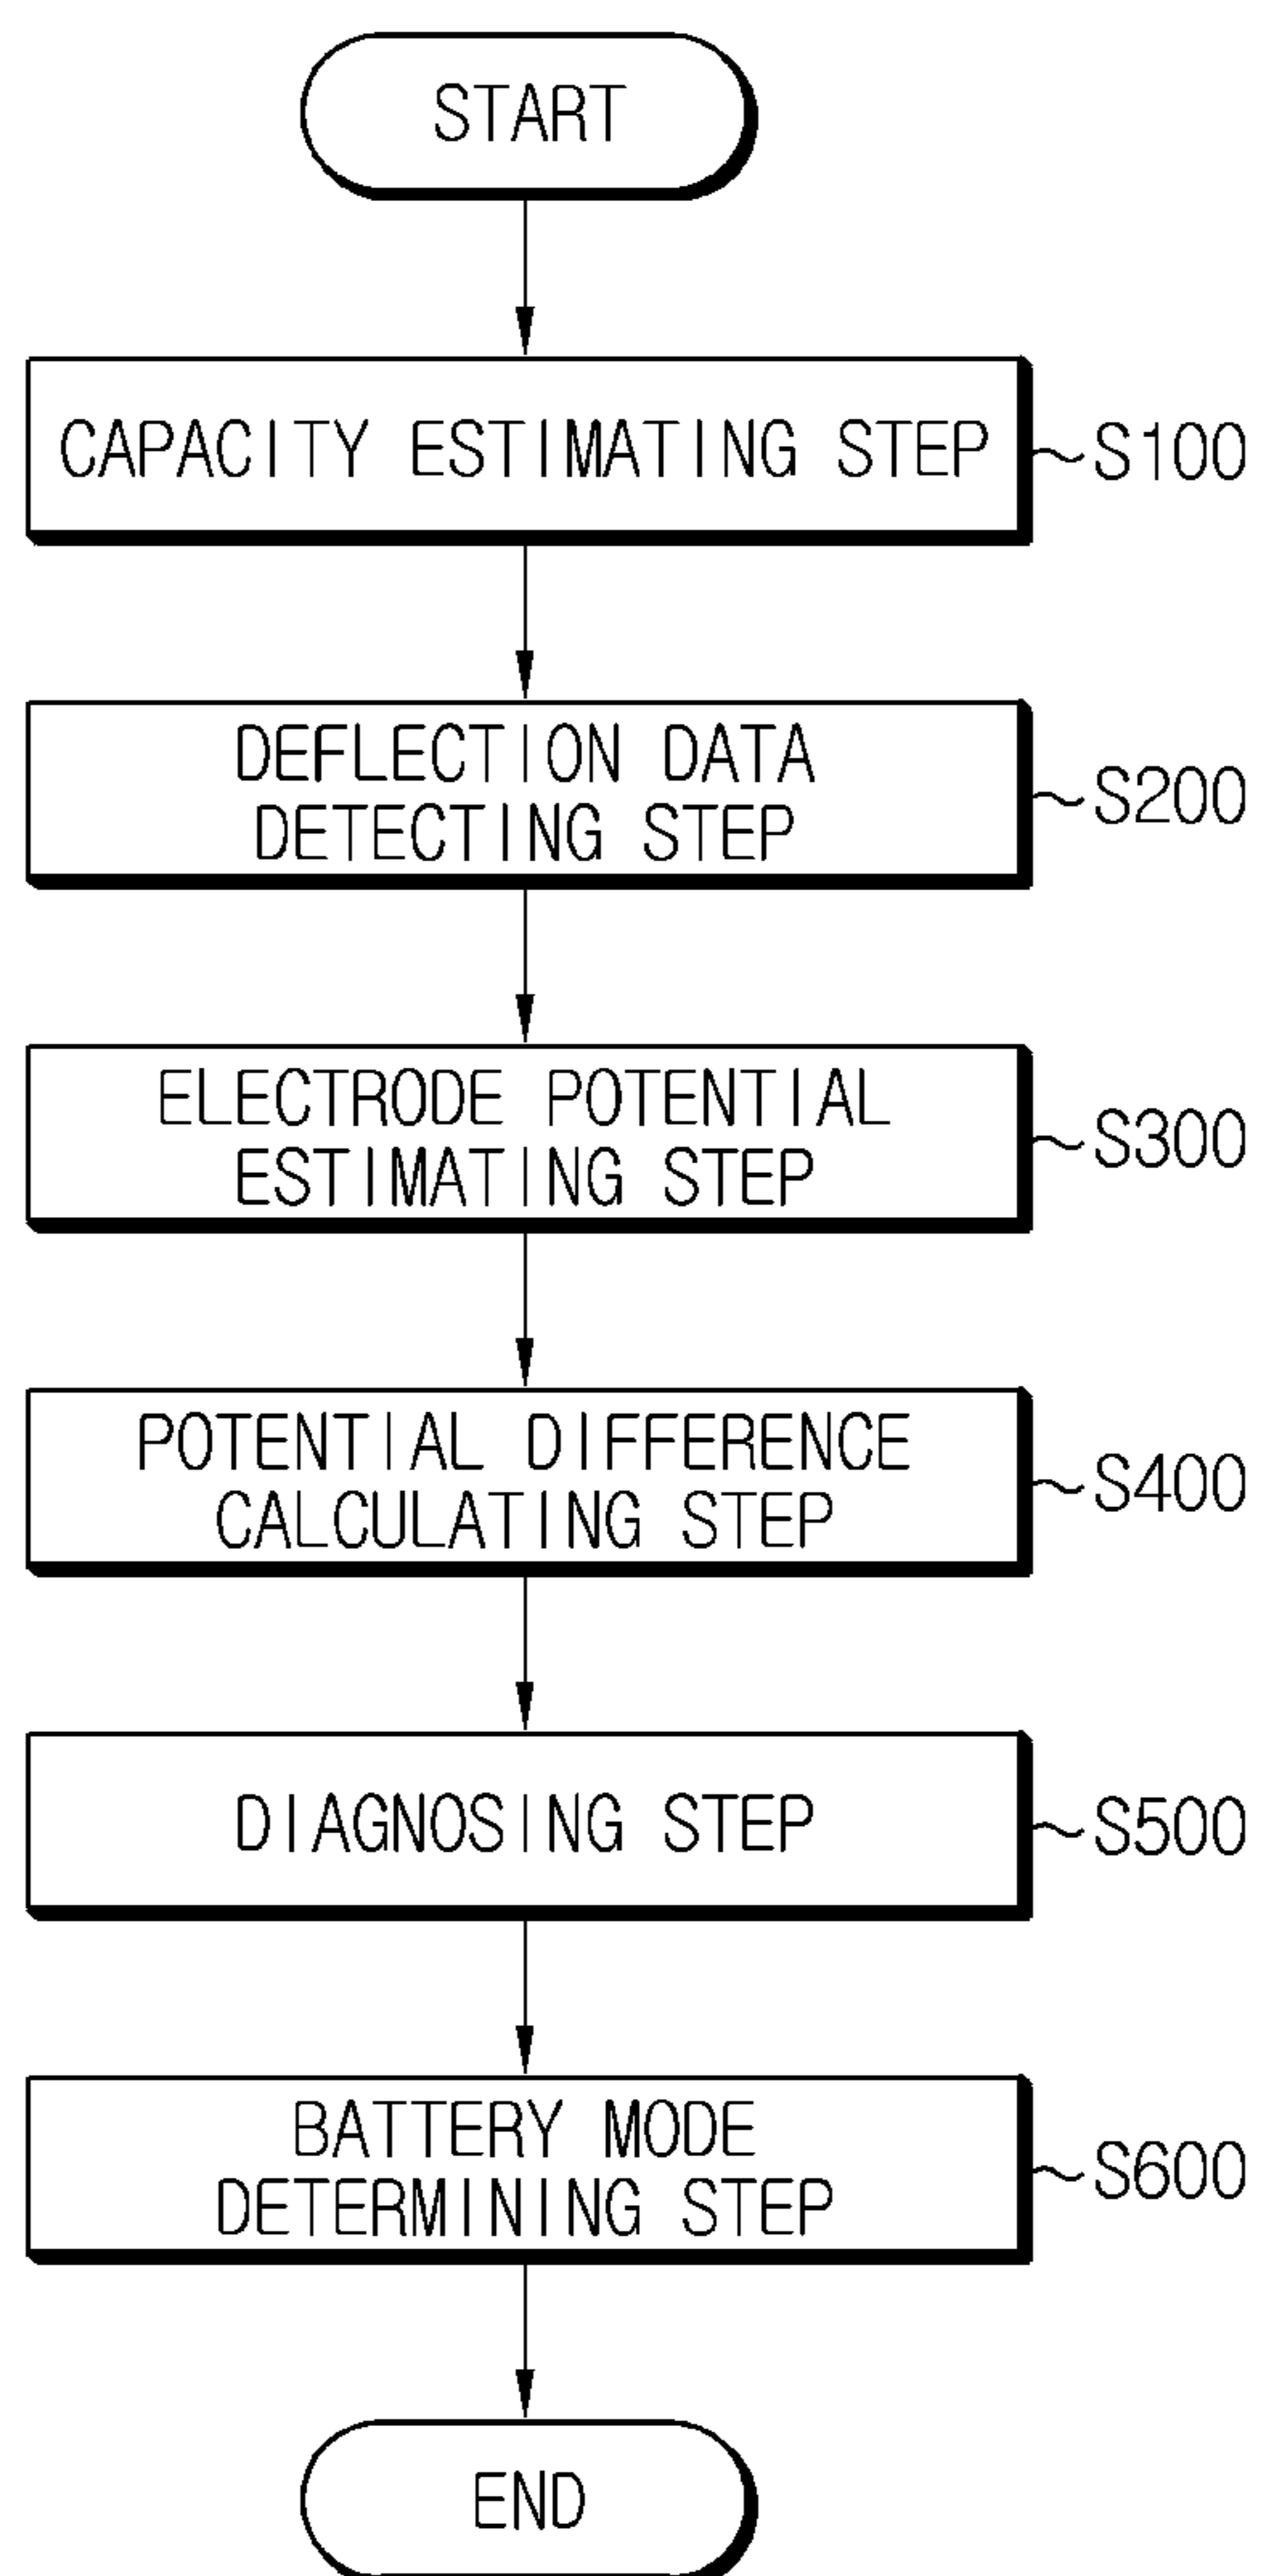 START
CAPACITY ESTIMATING STEP
S100
DEFLECTION DATA
DETECTING STEP
S200
ELECTRODE POTENTIAL
ESTIMATING STEP
S300
POTENTIAL DIFFERENCE
CALCULATING STEP
S400
DIAGNOSING STEP
S500
BATTERY MODE
DETERMINING STEP
S600
END